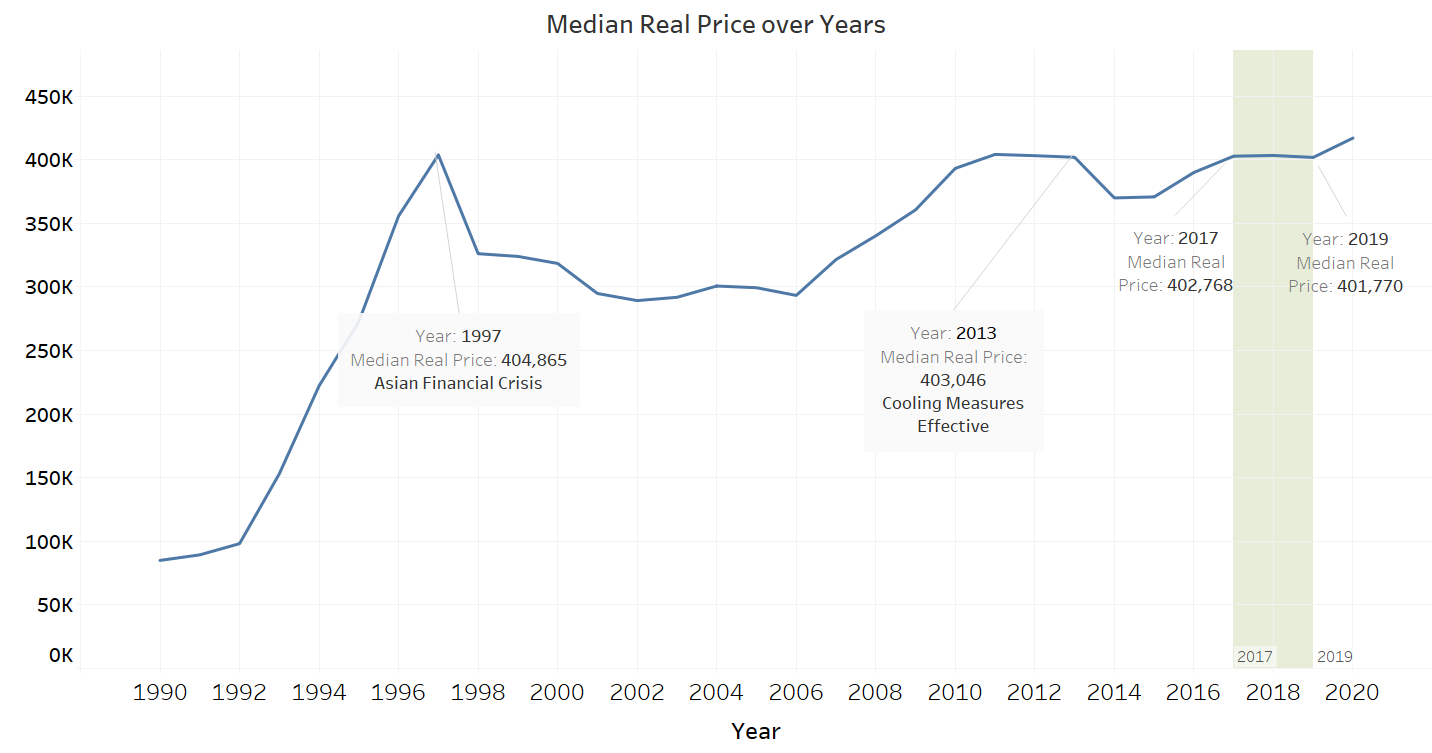 Median Real Price over Years
450K
400K
350K
300K
250K
200K
150K
100K
50K
0K
Year: 1997
Median Real Price: 404,865
Asian Financial Crisis
Year: 2013
Median Real Price:
403,046
Cooling Measures
Effective
Year: 2017
Median Real
Price: 402,768
Year: 2019
Median Real
Price: 401,770
2017 2019
1990 1992 1994 1996 1998 2000 2002 2004 2006 2008 2010 2012 2014 2016 2018 2020
Year